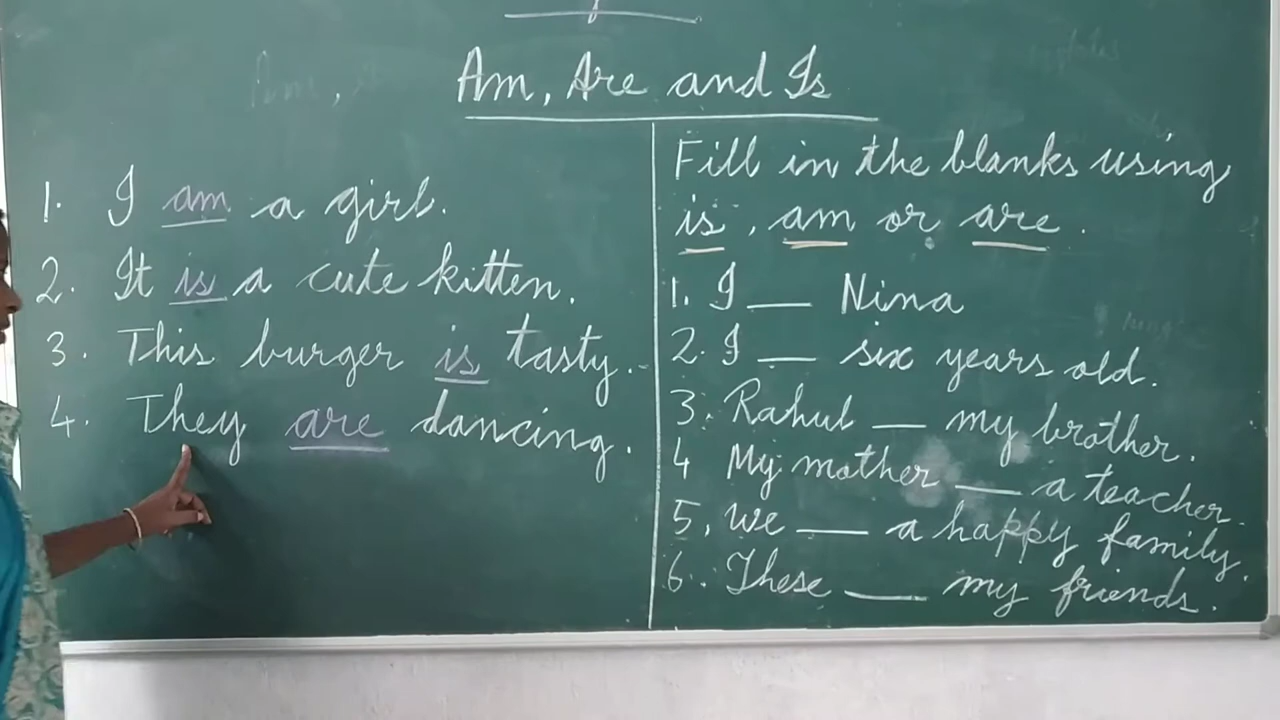 Am, Are and Is
1. I am a girl.
2. It is a cute kitten.
3. This burger is tasty.
4. They are dancing.
Fill in the blanks using
is, am or are.
1. I ___ Nina
2. I ___ six years old.
3. Rahul ___ my brother.
4 My mother ___ a teacher.
5. We ___ a happy family.
6. These ___ my friends.